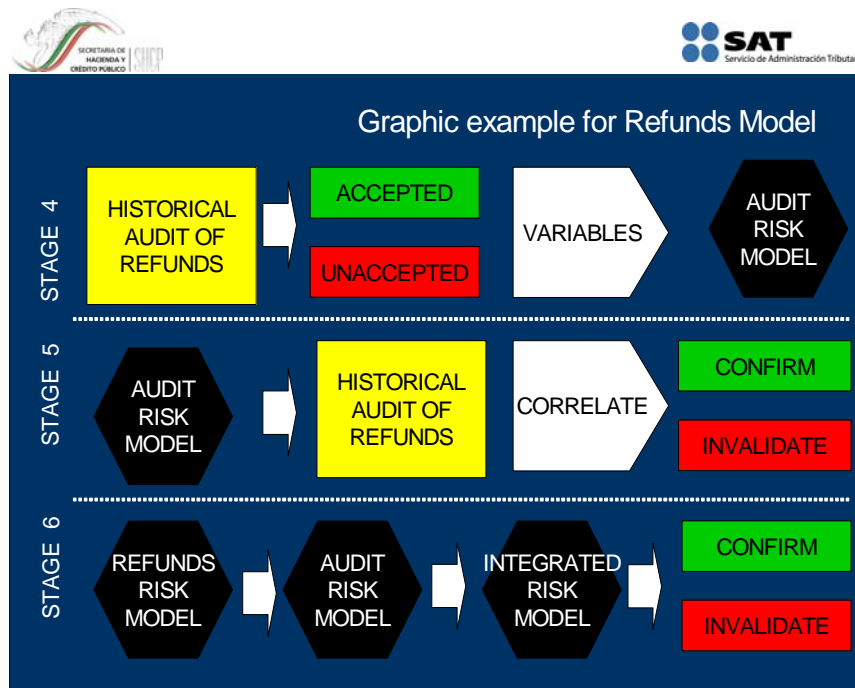 SECRETARIA DE
HACIENDA Y
CRÉDITO PÚBLICO
SHCP
SAT
Servicio de Administración Tributa
Graphic example for Refunds Model
STAGE 4
HISTORICAL
AUDIT OF
REFUNDS
ACCEPTED
UNACCEPTED
VARIABLES
AUDIT
RISK
MODEL
STAGE 5
AUDIT
RISK
MODEL
HISTORICAL
AUDIT OF
REFUNDS
CORRELATE
CONFIRM
INVALIDATE
STAGE 6
REFUNDS
RISK
MODEL
AUDIT
RISK
MODEL
INTEGRATED
RISK
MODEL
CONFIRM
INVALIDATE